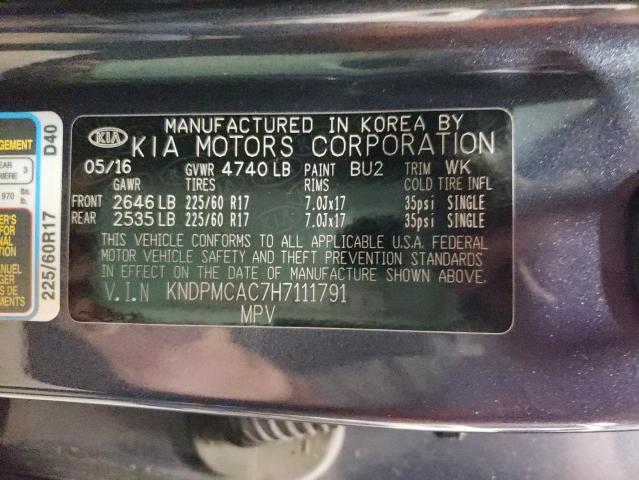 MANUFACTURED IN KOREA BY
KIA KIA MOTORS CORPORATION
05/16 GVWR 4740 LB PAINT BU2 TRIM WK
GAWR TIRES RIMS COLD TIRE INFL
FRONT 2646 LB 225/60 R17 7.0Jx17 35psi SINGLE
REAR 2535 LB 225/60 R17 7.0Jx17 35psi SINGLE
THIS VEHICLE CONFORMS TO ALL APPLICABLE U.S.A. FEDERAL
MOTOR VEHICLE SAFETY AND THEFT PREVENTION STANDARDS
IN EFFECT ON THE DATE OF MANUFACTURE SHOWN ABOVE.
V.I.N KNDPMCAC7H7111791
MPV
D40
225/60R17
3
970 lbs.